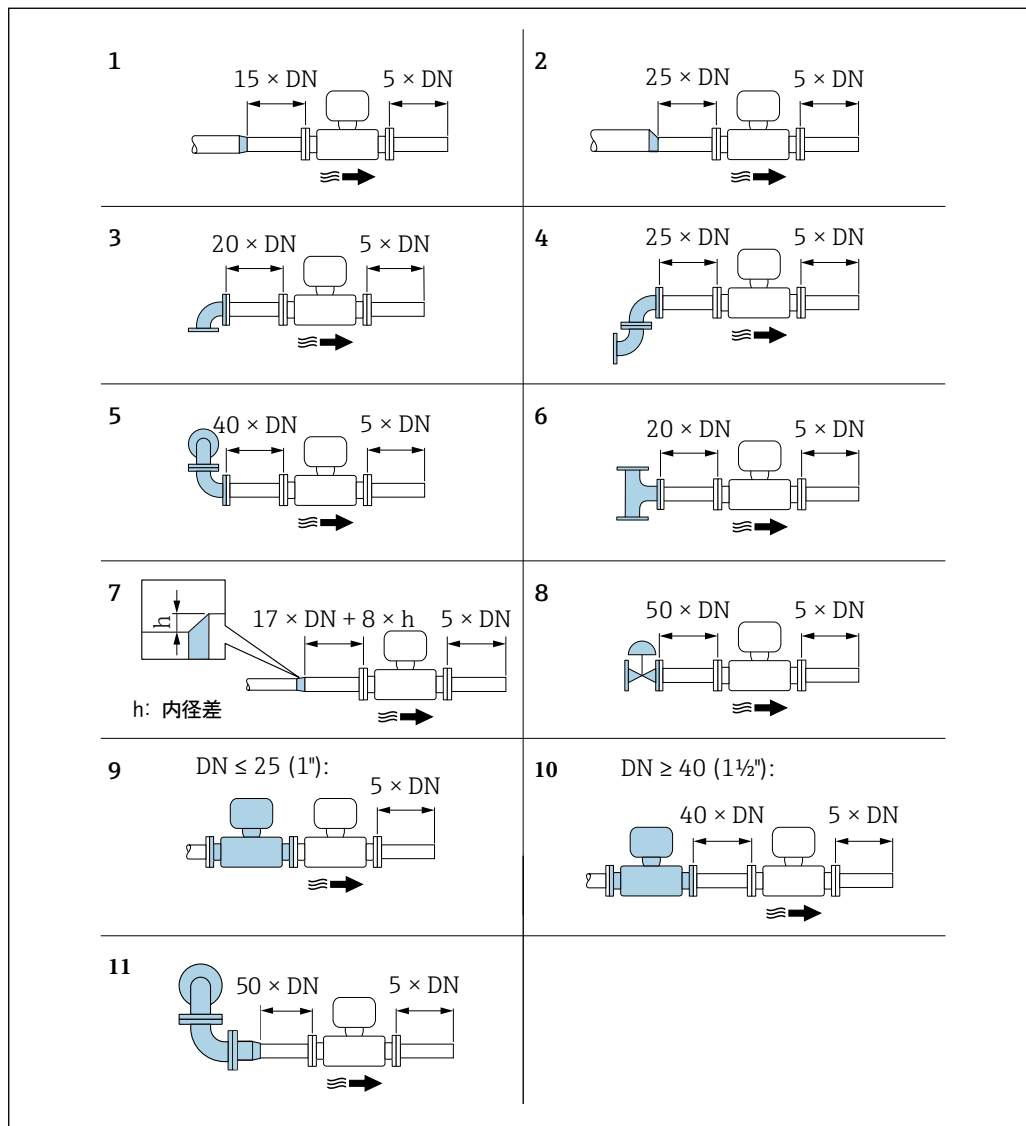 1
15 × DN 5 × DN
2
25 × DN 5 × DN
3
20 × DN 5 × DN
4
25 × DN 5 × DN
5
40 × DN 5 × DN
6
20 × DN 5 × DN
7
h
17 × DN + 8 × h 5 × DN
h: 内径差
8
50 × DN 5 × DN
9
DN ≤ 25 (1"):
5 × DN
10
DN ≥ 40 (1½"):
40 × DN 5 × DN
11
50 × DN 5 × DN